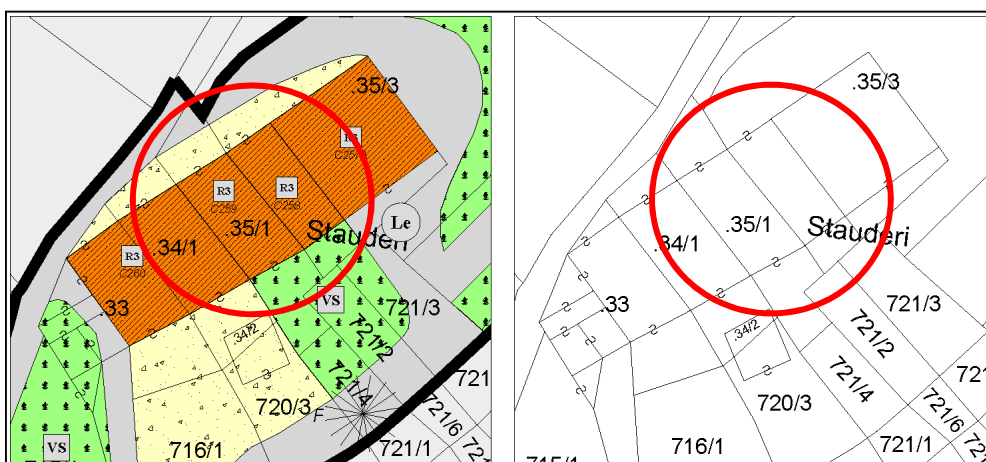 .35/3
R3
C259
R3
C258
.35/1
.34/1
R3
C260
Le
Stauderi
.33
VS
721/3
721/2
.34/2
721/4
720/3
F
721/6
716/1
721/1
VS
.35/3
.35/1
Stauderi
.34/1
.33
721/3
721/2
.34/2
721/4
720/3
721/6
716/1
721/1